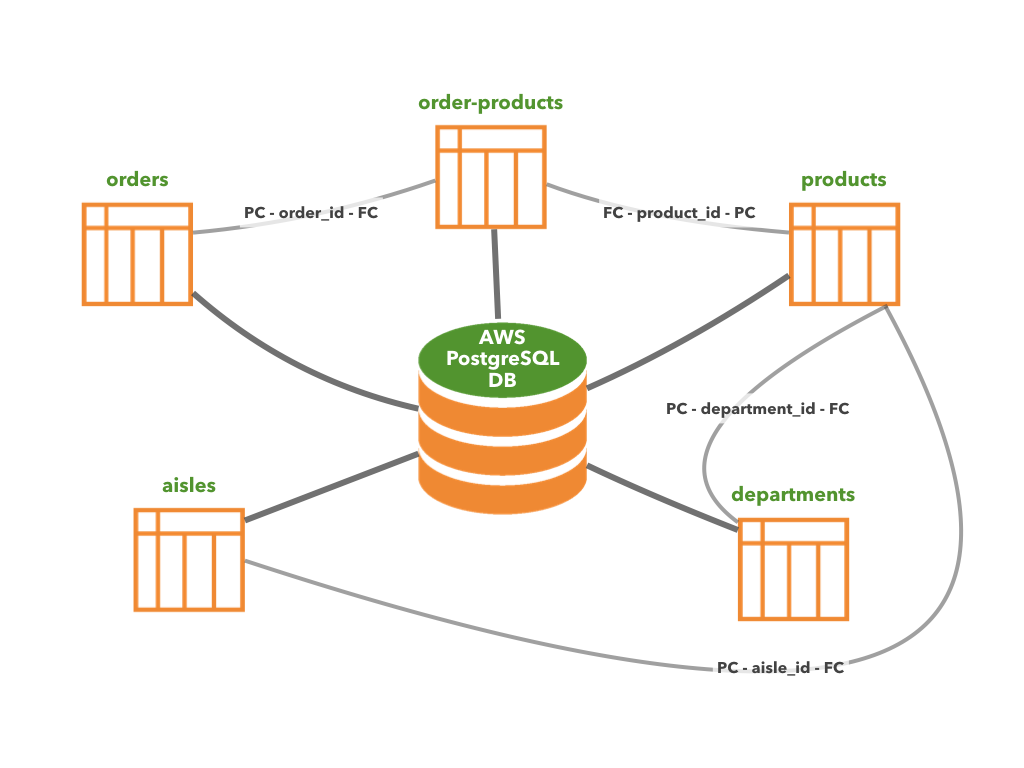 order-products
orders
products
PC - order_id - FC
FC - product_id - PC
AWS
PostgreSQL
DB
PC - department_id - FC
aisles
departments
PC - aisle_id - FC